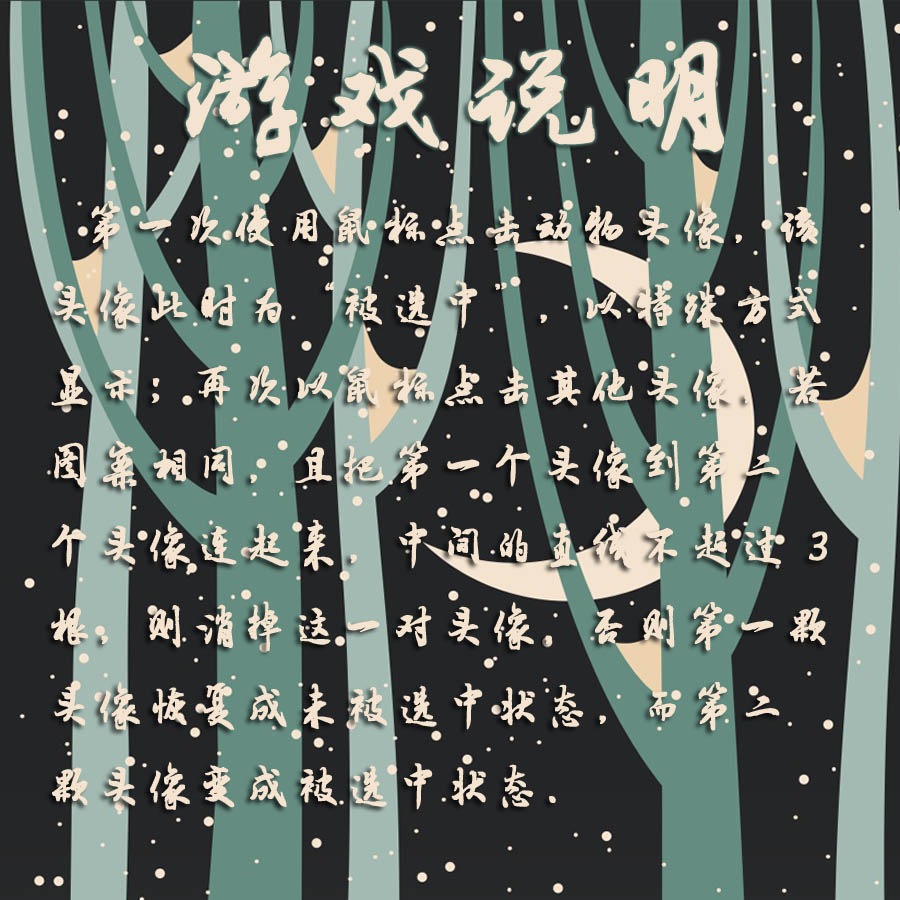 游戏说明
第一次使用鼠标点击动物头像，该
头像此时为“被选中”，以特殊方式
显示；再次以鼠标点击其他头像，若
图案相同，且把第一个头像到第二
个头像连起来，中间的直线不超过3
根，则消掉这一对头像，否则第一颗
头像恢复成未被选中状态，而第二
颗头像变成被选中状态.